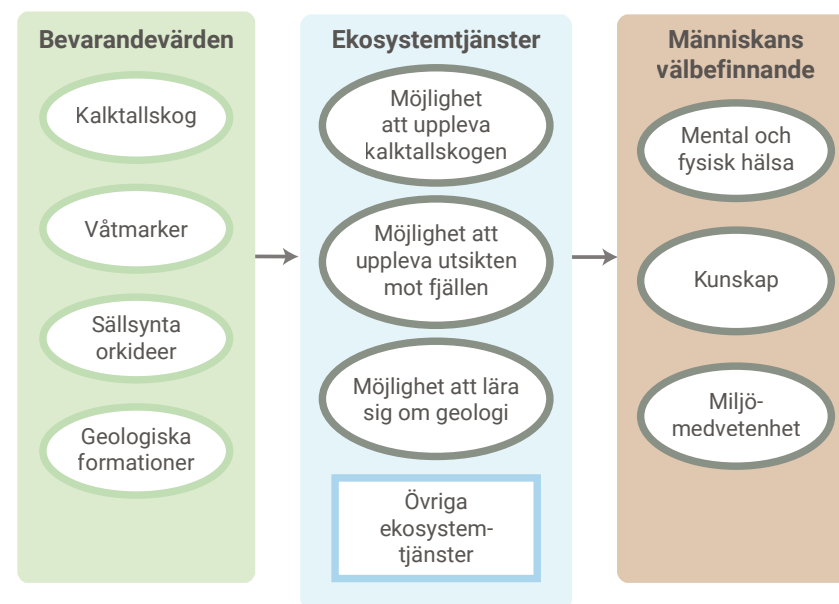 Bevarandevärden
Kalktallskog
Våtmarker
Sällsynta
orkideer
Geologiska
formationer
Ekosystemtjänster
Möjlighet
att uppleva
kalktallskogen
Möjlighet att
uppleva utsikten
mot fjällen
Möjlighet att lära
sig om geologi
Övriga
ekosystem-
tjänster
Människans
välbefinnande
Mental och
fysisk hälsa
Kunskap
Miljö-
medvetenhet